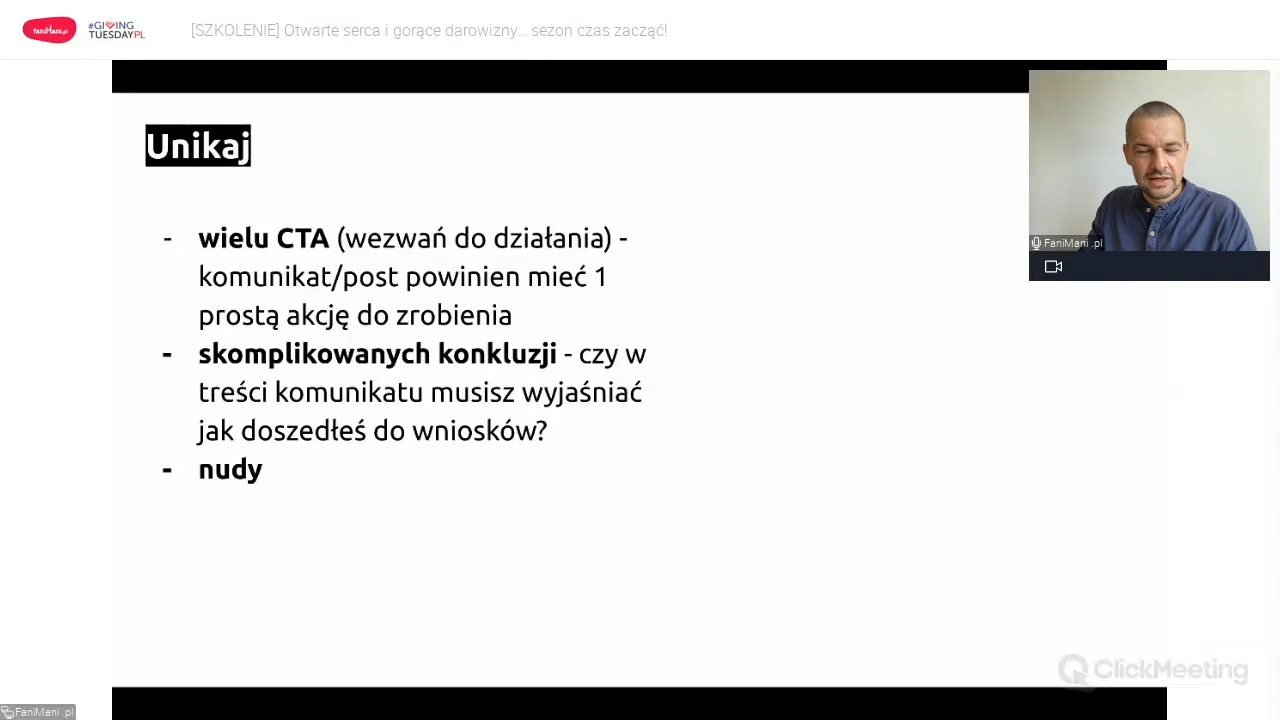 faniMani.pl
#GIVING
TUESDAYPL
[SZKOLENIE] Otwarte serca i gorące darowizny... sezon czas zacząć!
Unikaj
- wielu CTA (wezwań do działania) -
komunikat/post powinien mieć 1
prostą akcję do zrobienia
- skomplikowanych konkluzji - czy w
treści komunikatu musisz wyjaśniać
jak doszedłeś do wniosków?
- nudy
FaniMani .pl
ClickMeeting
FaniMani .pl